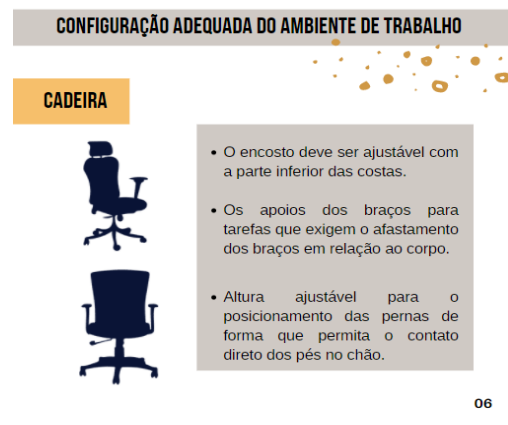 CONFIGURAÇÃO ADEQUADA DO AMBIENTE DE TRABALHO
CADEIRA
• O encosto deve ser ajustável com
a parte inferior das costas.
• Os apoios dos braços para
tarefas que exigem o afastamento
dos braços em relação ao corpo.
• Altura ajustável para o
posicionamento das pernas de
forma que permita o contato
direto dos pés no chão.
06